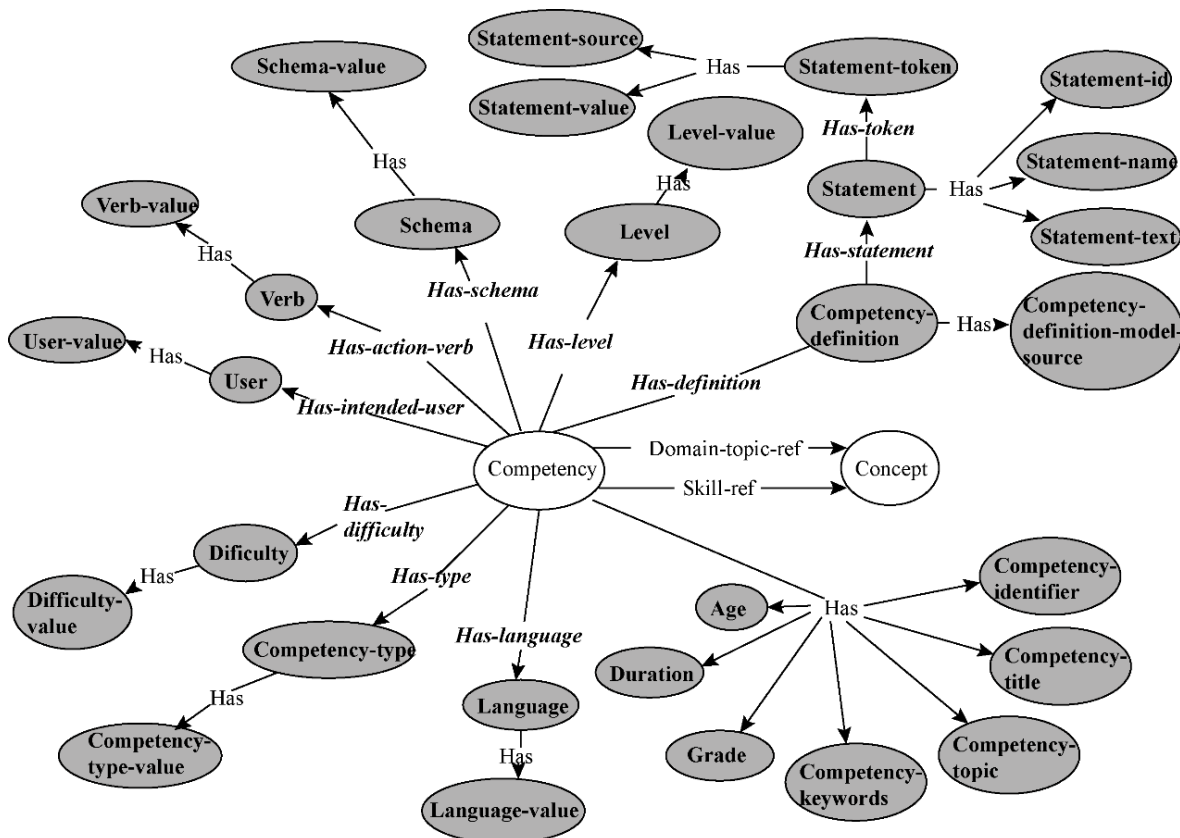 Statement-source
Has
Statement-token
Schema-value
Statement-value
Statement-id
Level-value
Has-token
Has
Statement-name
Has
Statement
Has
Verb-value
Schema
Level
Statement-text
Has
Has-statement
Verb
Has-schema
Competency-
definition
Has
Competency-
definition-model-
source
User-value
Has
User
Has-action-verb
Has-level
Has-definition
Has-intended-user
Competency
Domain-topic-ref
Concept
Skill-ref
Has-
difficulty
Dificulty
Has
Difficulty-
value
Has-type
Competency-
identifier
Age
Has
Has-language
Competency-type
Competency-
title
Duration
Has
Language
Competency-
type-value
Has
Grade
Competency-
topic
Competency-
keywords
Language-value